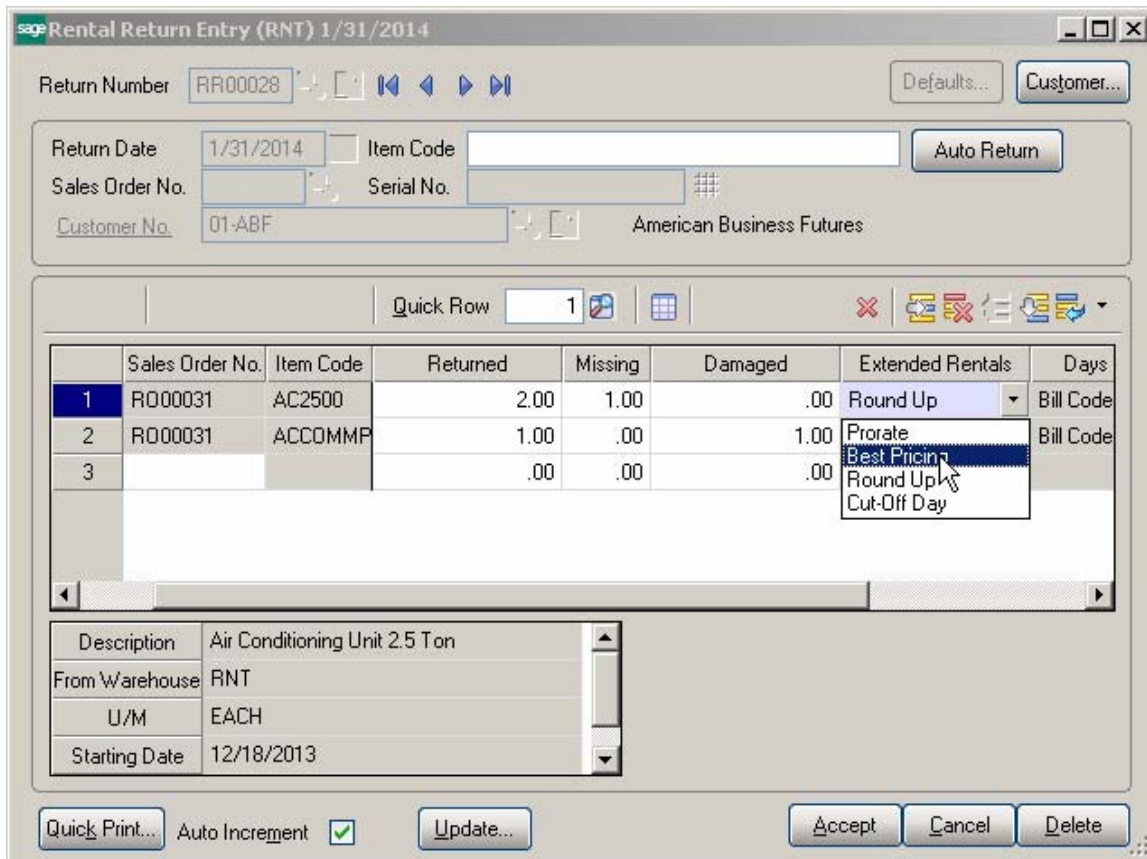 sage Rental Return Entry (RNT) 1/31/2014
Return Number RR00028 Defaults... Customer...
Return Date 1/31/2014 Item Code Auto Return
Sales Order No. Serial No.
Customer No. 01-ABF American Business Futures
Quick Row 1
Sales Order No. Item Code Returned Missing Damaged Extended Rentals Days
1 RO00031 AC2500 2.00 1.00 .00 Round Up Bill Code
2 RO00031 ACCOMMP 1.00 .00 1.00 Prorate Bill Code
Best Pricing
3 .00 .00 .00 Round Up
Cut-Off Day
Description Air Conditioning Unit 2.5 Ton
From Warehouse RNT
U/M EACH
Starting Date 12/18/2013
Quick Print... Auto Increment Update... Accept Cancel Delete